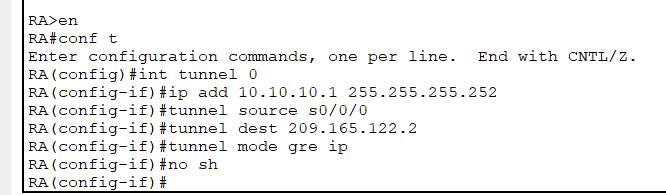 RA>en
RA#conf t
Enter configuration commands, one per line.  End with CNTL/Z.
RA(config)#int tunnel 0
RA(config-if)#ip add 10.10.10.1 255.255.255.252
RA(config-if)#tunnel source s0/0/0
RA(config-if)#tunnel dest 209.165.122.2
RA(config-if)#tunnel mode gre ip
RA(config-if)#no sh
RA(config-if)#